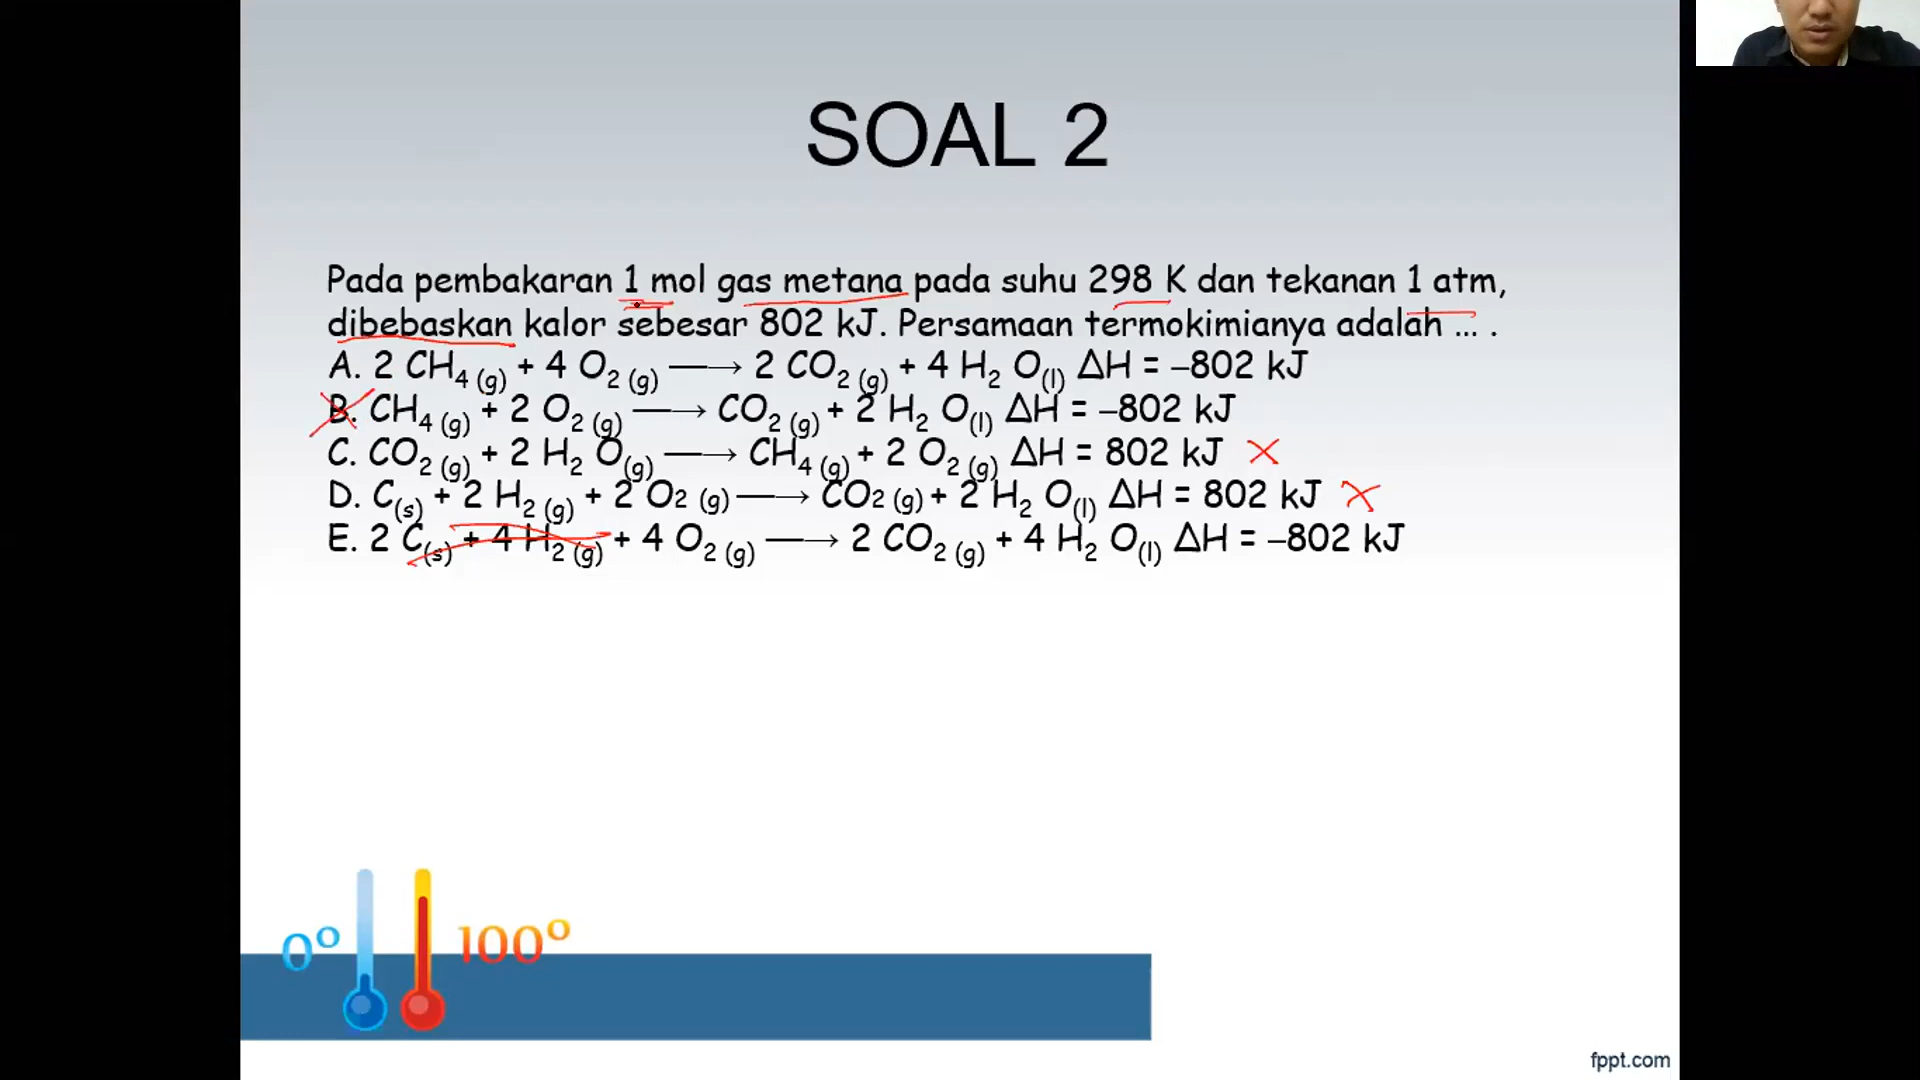 SOAL 2
Pada pembakaran 1 mol gas metana pada suhu 298 K dan tekanan 1 atm,
dibebaskan kalor sebesar 802 kJ. Persamaan termokimianya adalah ... .
A. 2 CH₄ (g) + 4 O₂ (g) ⟶ 2 CO₂ (g) + 4 H₂ O(l) ΔH = –802 kJ
B. CH₄ (g) + 2 O₂ (g) ⟶ CO₂ (g) + 2 H₂ O(l) ΔH = –802 kJ
C. CO₂ (g) + 2 H₂ O(g) ⟶ CH₄ (g) + 2 O₂ (g) ΔH = 802 kJ
D. C(s) + 2 H₂ (g) + 2 O2 (g) ⟶ CO2 (g) + 2 H₂ O(l) ΔH = 802 kJ
E. 2 C(s) + 4 H₂ (g) + 4 O₂ (g) ⟶ 2 CO₂ (g) + 4 H₂ O(l) ΔH = –802 kJ
0° 100°
fppt.com